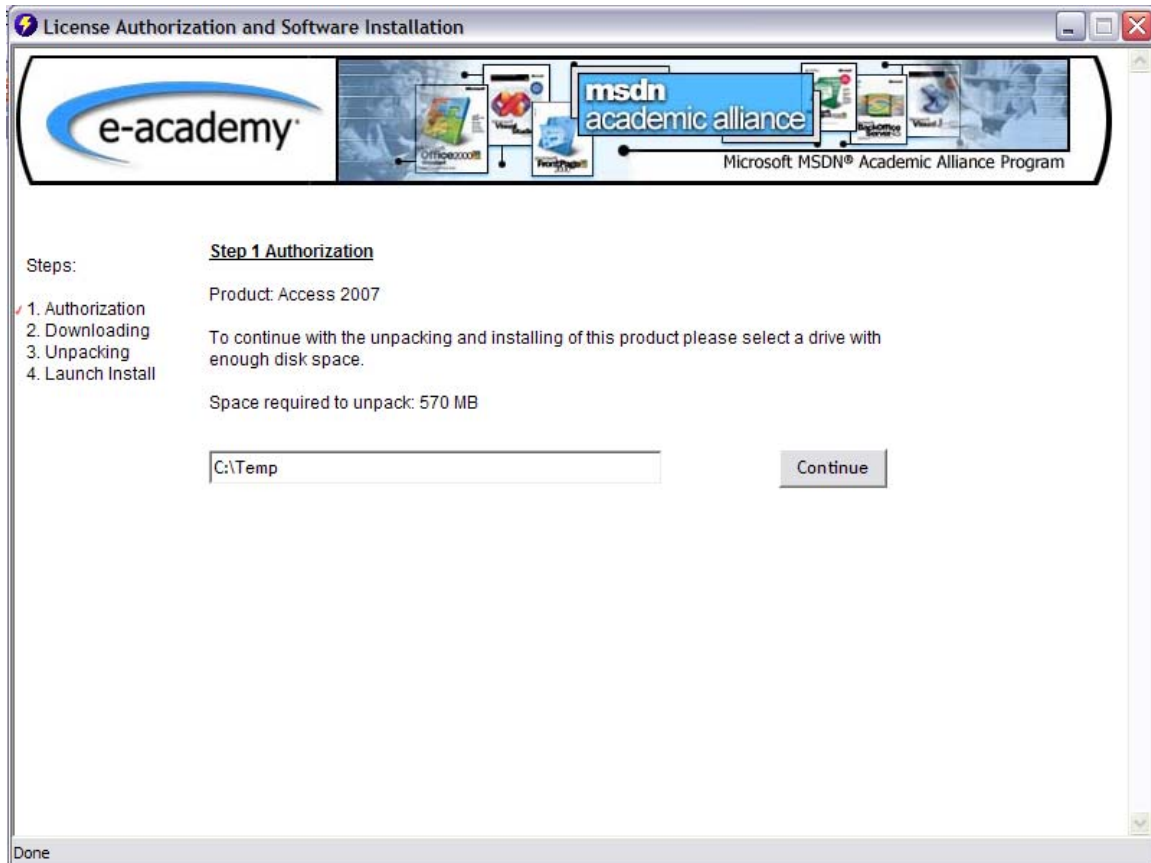 License Authorization and Software Installation
e-academy
msdn
academic alliance
Office2000
FrontPage
Microsoft MSDN® Academic Alliance Program
Steps:
1. Authorization
2. Downloading
3. Unpacking
4. Launch Install
Step 1 Authorization
Product: Access 2007
To continue with the unpacking and installing of this product please select a drive with
enough disk space.
Space required to unpack: 570 MB
C:\Temp
Continue
Done